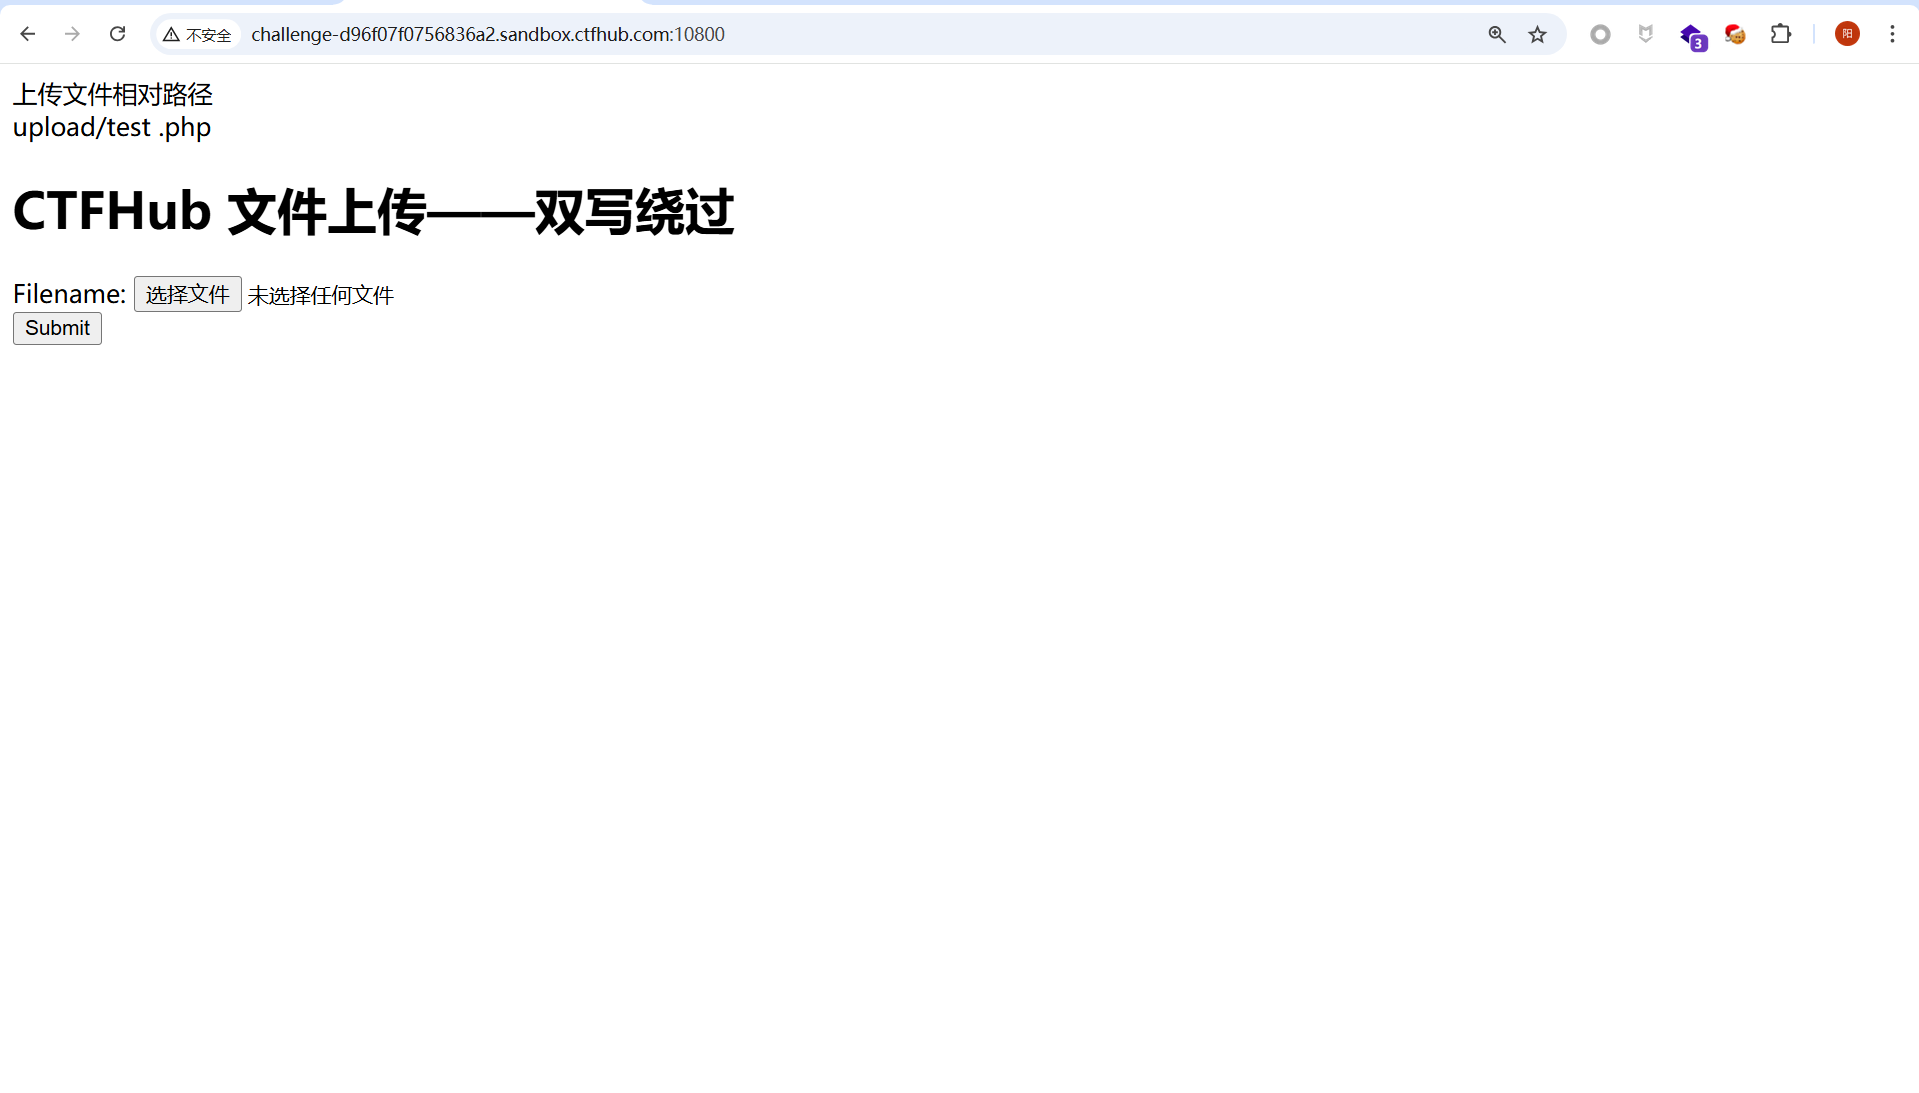 不安全 challenge-d96f07f0756836a2.sandbox.ctfhub.com:10800
3
阳
上传文件相对路径
upload/test .php
CTFHub 文件上传——双写绕过
Filename: 选择文件 未选择任何文件
Submit